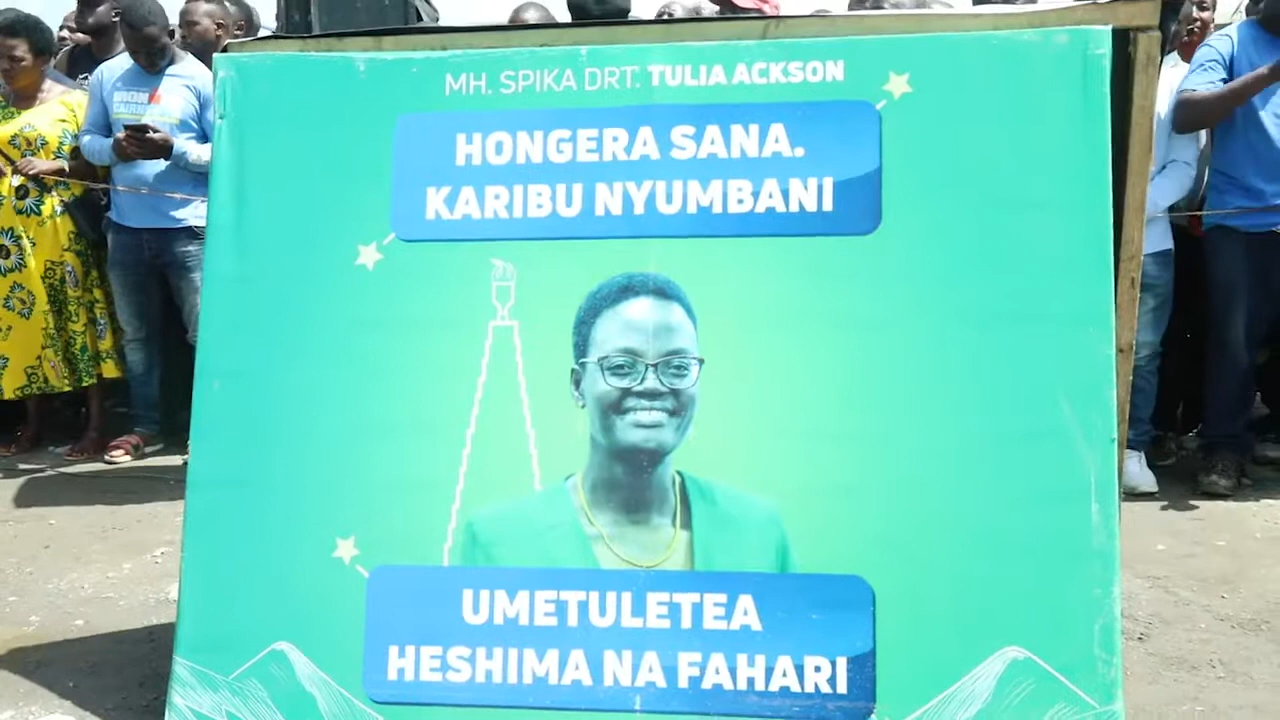 MH. SPIKA DRT. TULIA ACKSON
HONGERA SANA.
KARIBU NYUMBANI
UMETULETEA
HESHIMA NA FAHARI